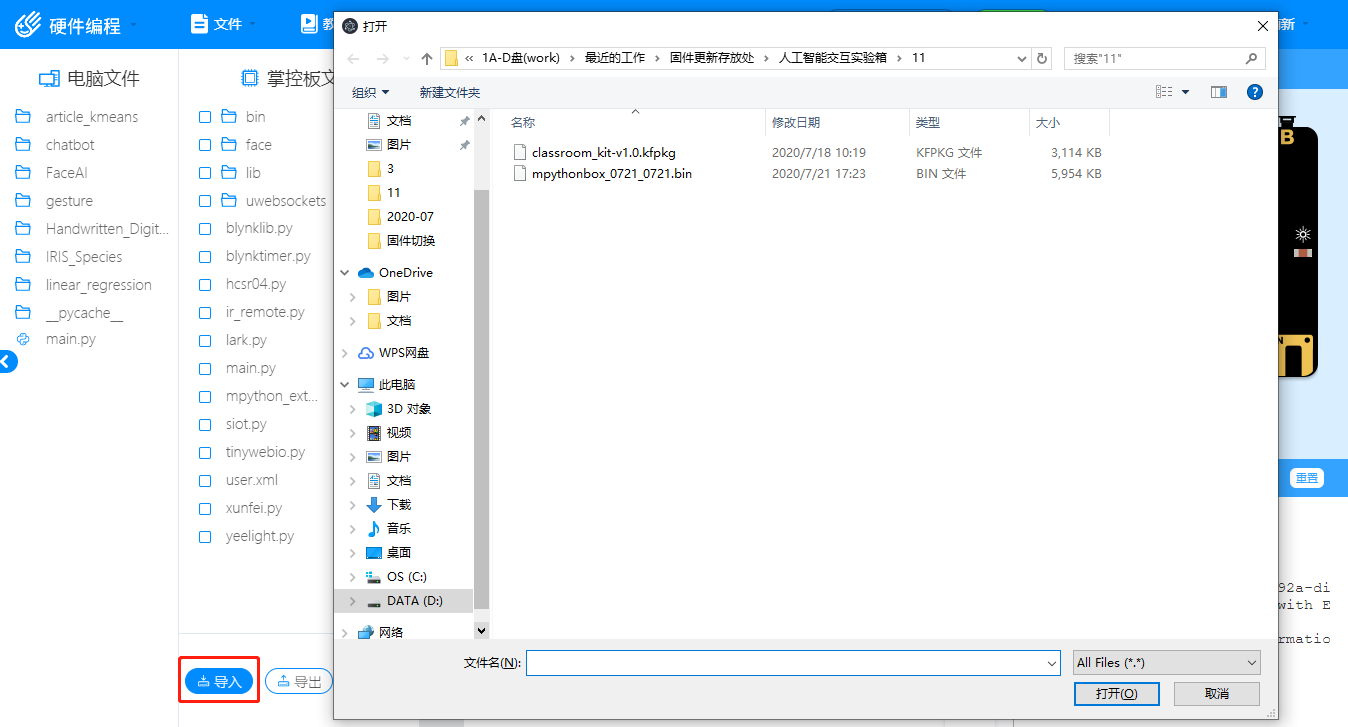 硬件编程
文件
教
新
电脑文件
article_kmeans
chatbot
FaceAI
gesture
Handwritten_Digit...
IRIS_Species
linear_regression
__pycache__
main.py
掌控板文
bin
face
lib
uwebsockets
blynklib.py
blynktimer.py
hcsr04.py
ir_remote.py
lark.py
main.py
mpython_ext...
siot.py
tinywebio.py
user.xml
xunfei.py
yeelight.py
导入
导出
打开
« 1A-D盘(work) › 最近的工作 › 固件更新存放处 › 人工智能交互实验箱 › 11
搜索"11"
组织
新建文件夹
文档
图片
3
11
2020-07
固件切换
OneDrive
图片
文档
WPS网盘
此电脑
3D 对象
视频
图片
文档
下载
音乐
桌面
OS (C:)
DATA (D:)
网络
名称 修改日期 类型 大小
classroom_kit-v1.0.kfpkg 2020/7/18 10:19 KFPKG 文件 3,114 KB
mpythonbox_0721_0721.bin 2020/7/21 17:23 BIN 文件 5,954 KB
文件名(N):
All Files (*.*)
打开(O)
取消
B
N
重置
92a-di
with E
rmatio